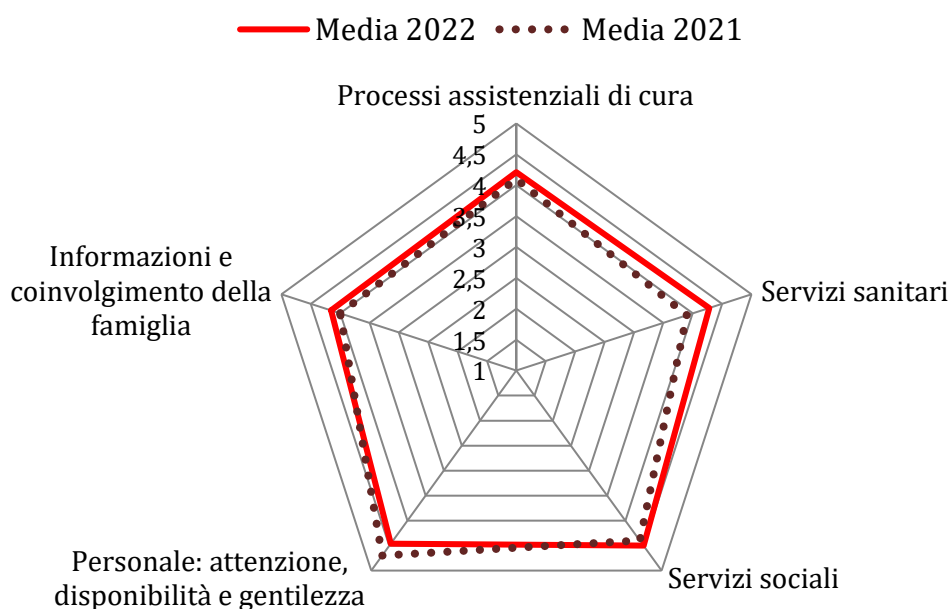 Media 2022 Media 2021
Processi assistenziali di cura
5
4,5
4
3,5
3
2,5
2
1,5
1
Informazioni e
coinvolgimento della
famiglia
Servizi sanitari
Personale: attenzione,
disponibilità e gentilezza
Servizi sociali